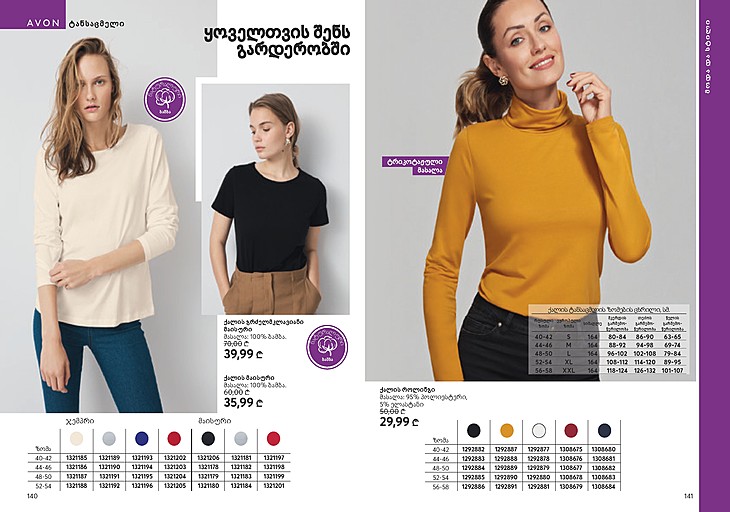 AVON ტანსაცმელი
ყოველთვის შენს
გარდერობში
ბამბა
ქალის გრძელმკლავიანი
მაისური
მასალა: 100% ბამბა.
70,00 ₾
39,99 ₾
ბამბა
ქალის მაისური
მასალა: 100% ბამბა.
60,00 ₾
35,99 ₾
ჯემპრი მაისური
ზომა
40-42 1321185 1321189 1321193 1321202 1321206 1321181 1321197
44-46 1321186 1321190 1321194 1321203 1321178 1321182 1321198
48-50 1321187 1321191 1321195 1321204 1321179 1321183 1321199
52-54 1321188 1321192 1321196 1321205 1321180 1321184 1321201
140
მოდა და სტილი
ტრიკოტაჟული
მასალა
ქალის ტანსაცმლის ზომების ცხრილი, სმ.
40-42 S 164 80-84 86-90 63-65
44-46 M 164 88-92 94-98 69-74
48-50 L 164 96-102 102-108 79-84
52-54 XL 164 108-112 114-120 89-95
56-58 XXL 164 118-124 126-132 101-107
ქალის როლინგი
მასალა: 95% პოლიესტერი,
5% ელასტანი
50,00 ₾
29,99 ₾
ზომა
40-42 1292882 1292887 1292877 1308675 1308680
44-46 1292883 1292888 1292878 1308676 1308681
48-50 1292884 1292889 1292879 1308677 1308682
52-54 1292885 1292890 1292880 1308678 1308683
56-58 1292886 1292891 1292881 1308679 1308684
141